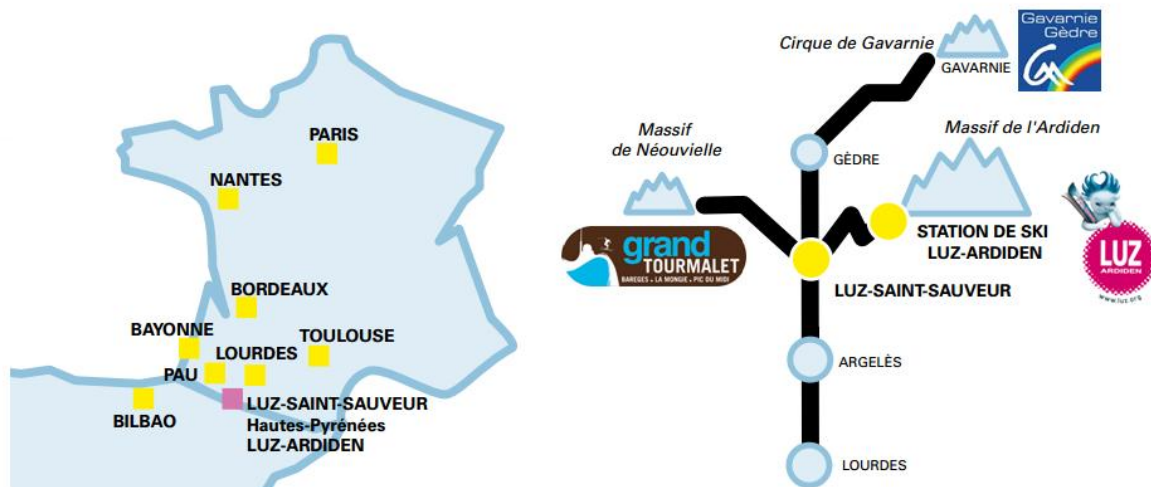 PARIS
NANTES
BORDEAUX
BAYONNE
TOULOUSE
LOURDES
PAU
BILBAO
LUZ-SAINT-SAUVEUR
Hautes-Pyrénées
LUZ-ARDIDEN
Cirque de Gavarnie
GAVARNIE
Gavarnie
Gèdre
Massif
de Néouvielle
GÈDRE
Massif de l'Ardiden
grand
TOURMALET
BAREGES • LA MONGIE • PIC DU MIDI
STATION DE SKI
LUZ-ARDIDEN
LUZ
ARDIDEN
www.luz.org
LUZ-SAINT-SAUVEUR
ARGELÈS
LOURDES